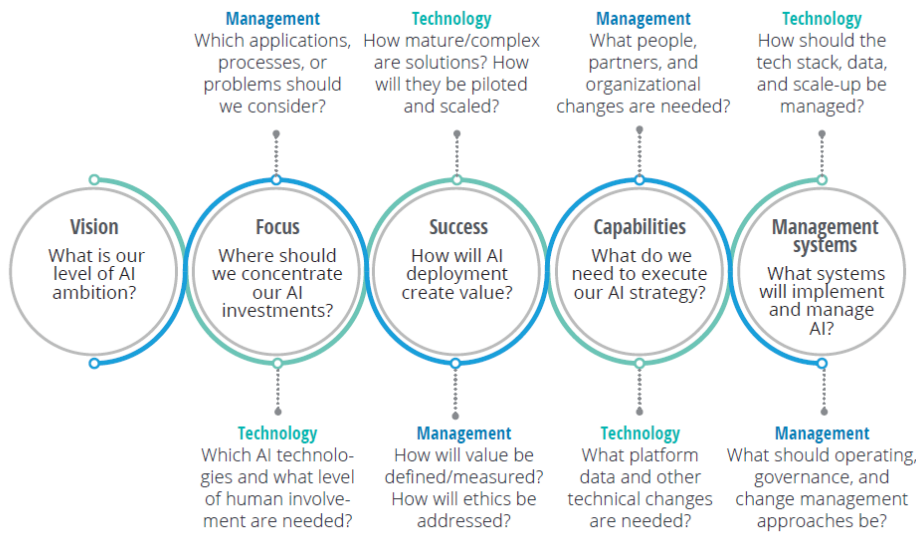 Management
Which applications,
processes, or
problems should
we consider?
Technology
How mature/complex
are solutions? How
will they be piloted
and scaled?
Management
What people,
partners, and
organizational
changes are needed?
Technology
How should the
tech stack, data,
and scale-up be
managed?
Vision
What is our
level of AI
ambition?
Focus
Where should
we concentrate
our AI
investments?
Success
How will AI
deployment
create value?
Capabilities
What do we
need to execute
our AI strategy?
Management
systems
What systems
will implement
and manage
AI?
Technology
Which AI technolo-
gies and what level
of human involve-
ment are needed?
Management
How will value be
defined/measured?
How will ethics be
addressed?
Technology
What platform
data and other
technical changes
are needed?
Management
What should operating,
governance, and
change management
approaches be?